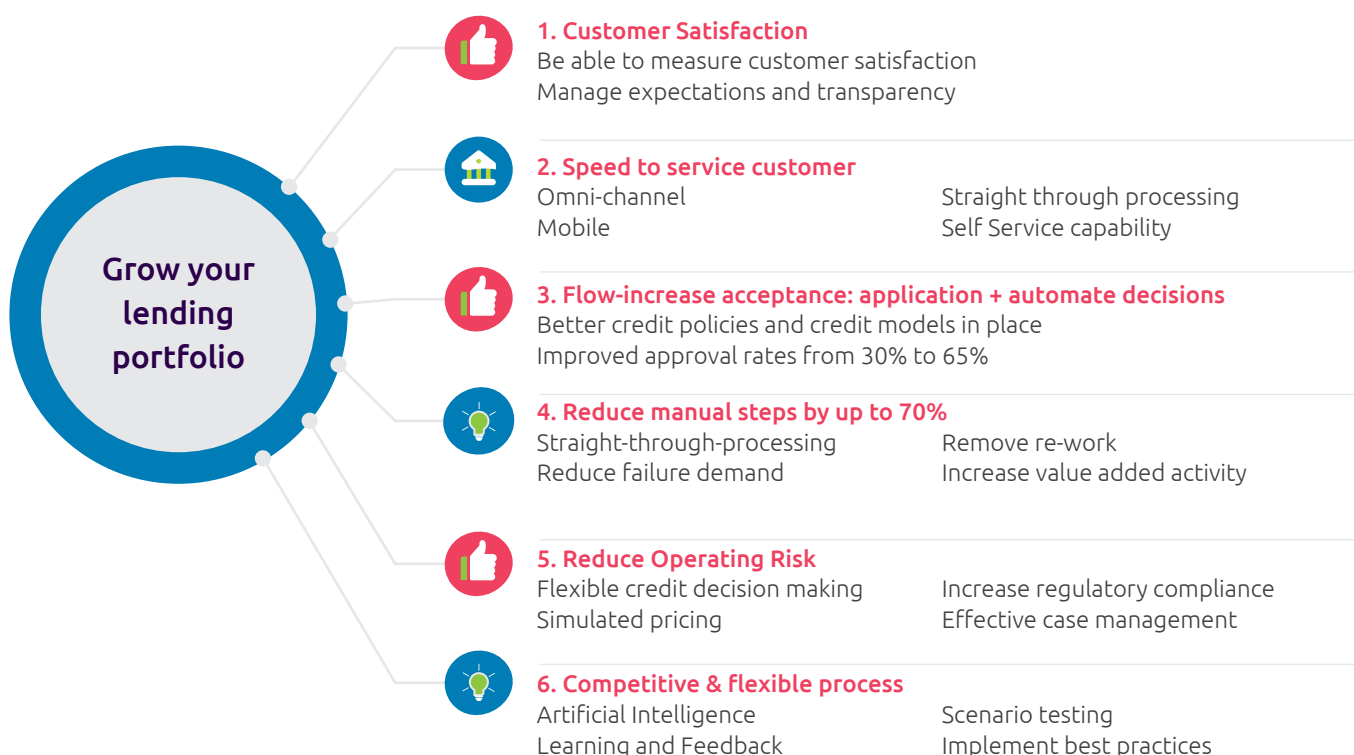 Grow your
lending
portfolio
1. Customer Satisfaction
Be able to measure customer satisfaction
Manage expectations and transparency
2. Speed to service customer
Omni-channel
Mobile
Straight through processing
Self Service capability
3. Flow-increase acceptance: application + automate decisions
Better credit policies and credit models in place
Improved approval rates from 30% to 65%
4. Reduce manual steps by up to 70%
Straight-through-processing
Reduce failure demand
Remove re-work
Increase value added activity
5. Reduce Operating Risk
Flexible credit decision making
Simulated pricing
Increase regulatory compliance
Effective case management
6. Competitive & flexible process
Artificial Intelligence
Learning and Feedback
Scenario testing
Implement best practices